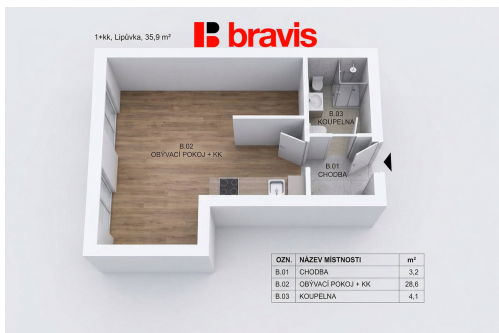 1+kk, Lipůvka, 35,9 m²
bravis
B.03
KOUPELNA
B.02
OBÝVACÍ POKOJ + KK
B.01
CHODBA
OZN. NÁZEV MÍSTNOSTI m²
B.01 CHODBA 3,2
B.02 OBÝVACÍ POKOJ + KK 28,6
B.03 KOUPELNA 4,1